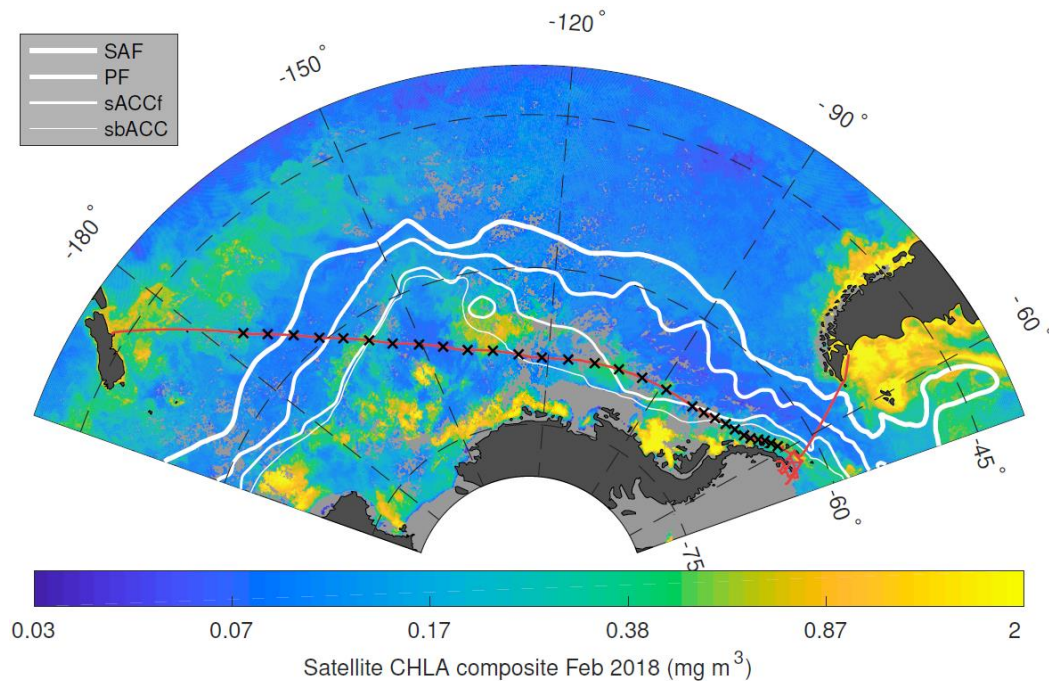 SAF
PF
sACCf
sbACC
-180°
-150°
-120°
-90°
-60°
-45°
-60°
-75°
0.03 0.07 0.17 0.38 0.87 2
Satellite CHLA composite Feb 2018 (mg m³)